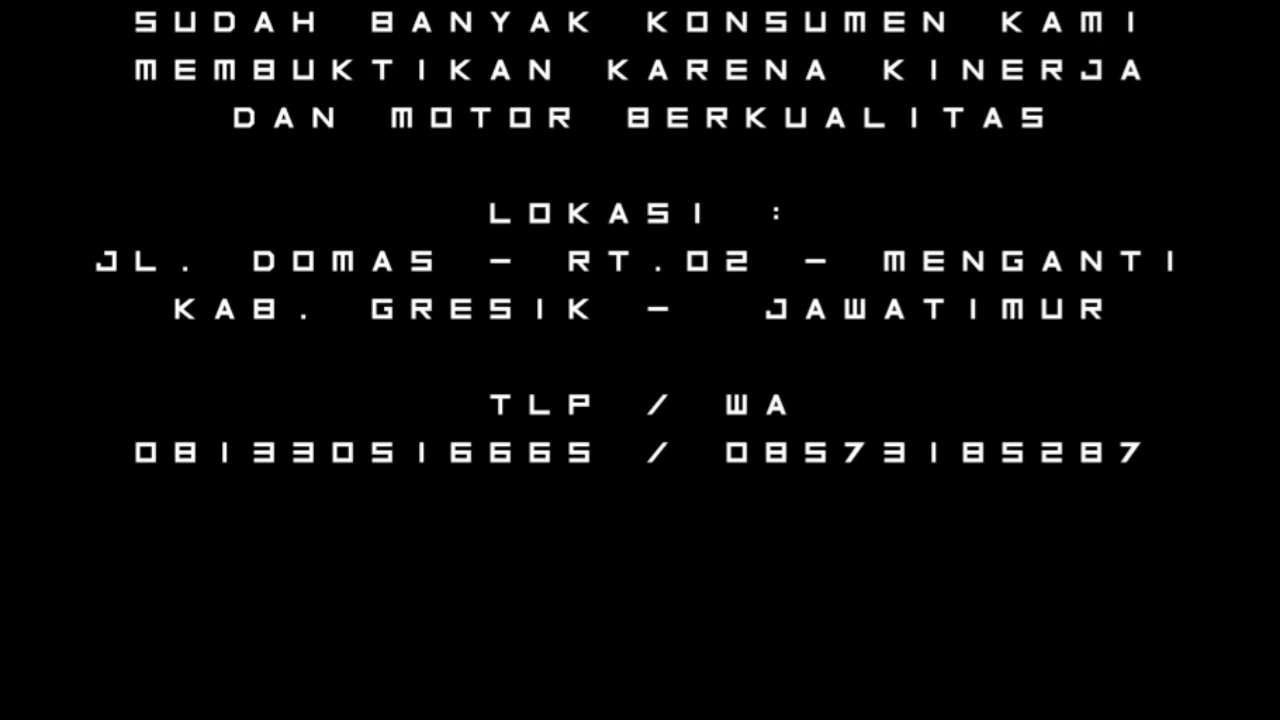 SUDAH BANYAK KONSUMEN KAMI
MEMBUKTIKAN KARENA KINERJA
DAN MOTOR BERKUALITAS
LOKASI :
JL. DOMAS - RT.02 - MENGANTI
KAB. GRESIK - JAWATIMUR
TLP / WA
081330516665 / 08573185287